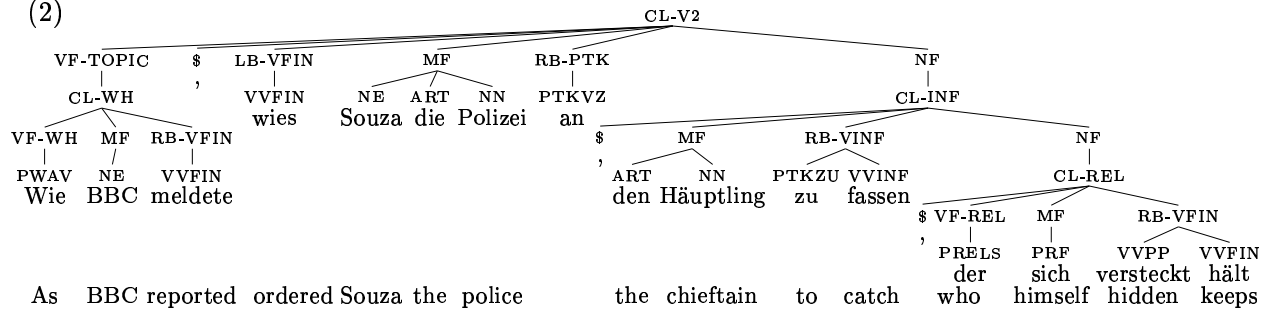 (2)
CL-V2
VF-TOPIC $ LB-VFIN MF RB-PTK NF
,
CL-WH VVFIN NE ART NN PTKVZ CL-INF
wies Souza die Polizei an
VF-WH MF RB-VFIN $ MF RB-VINF NF
,
PWAV NE VVFIN ART NN PTKZU VVINF CL-REL
Wie BBC meldete den Häuptling zu fassen
$ VF-REL MF RB-VFIN
,
PRELS PRF VVPP VVFIN
der sich versteckt hält
As BBC reported ordered Souza the police the chieftain to catch who himself hidden keeps